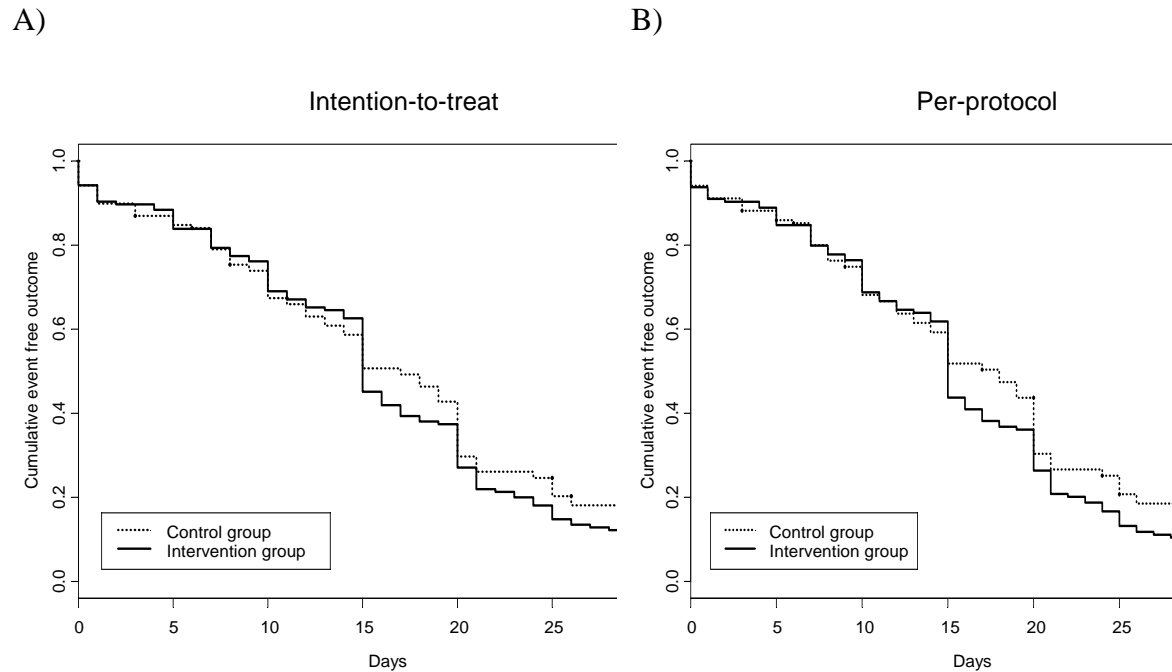 A)
Intention-to-treat
Cumulative event free outcome
1.0
0.8
0.6
0.4
0.2
0.0
Control group
Intervention group
0 5 10 15 20 25
Days
B)
Per-protocol
Cumulative event free outcome
1.0
0.8
0.6
0.4
0.2
0.0
Control group
Intervention group
0 5 10 15 20 25
Days